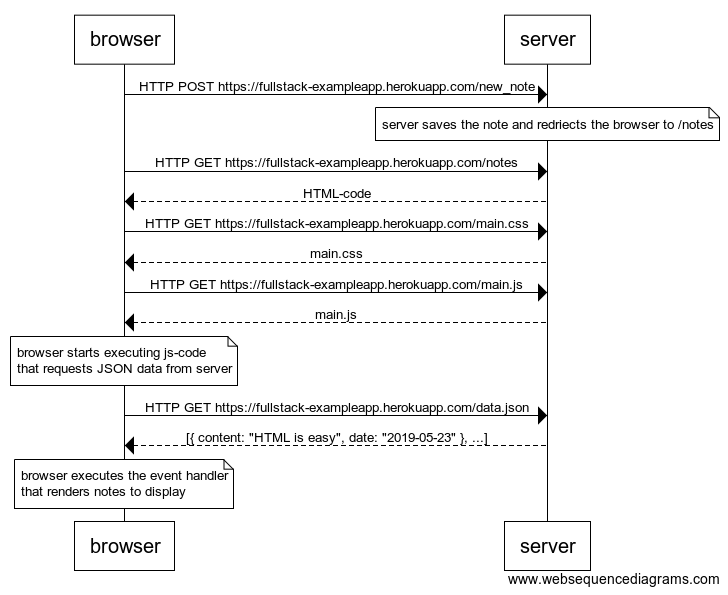 browser
server
HTTP POST https://fullstack-exampleapp.herokuapp.com/new_note
server saves the note and redriects the browser to /notes
HTTP GET https://fullstack-exampleapp.herokuapp.com/notes
HTML-code
HTTP GET https://fullstack-exampleapp.herokuapp.com/main.css
main.css
HTTP GET https://fullstack-exampleapp.herokuapp.com/main.js
main.js
browser starts executing js-code
that requests JSON data from server
HTTP GET https://fullstack-exampleapp.herokuapp.com/data.json
[{ content: "HTML is easy", date: "2019-05-23" }, ...]
browser executes the event handler
that renders notes to display
browser
server
www.websequencediagrams.com